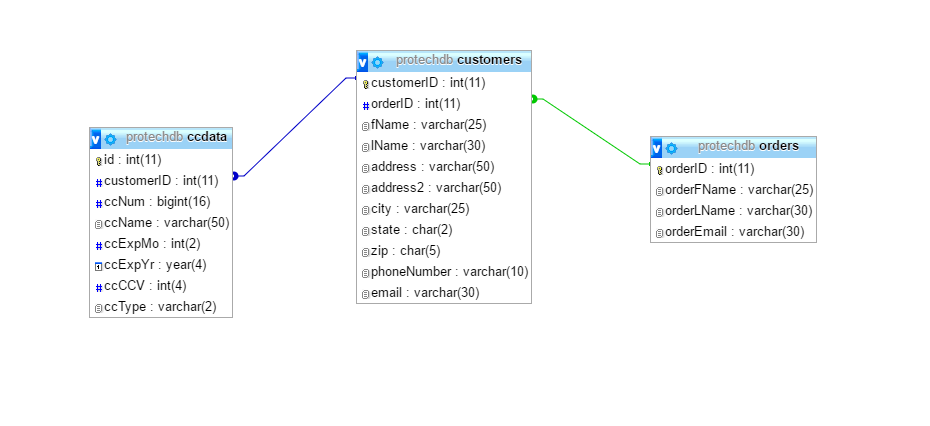 protechdb ccdata
id : int(11)
customerID : int(11)
ccNum : bigint(16)
ccName : varchar(50)
ccExpMo : int(2)
ccExpYr : year(4)
ccCCV : int(4)
ccType : varchar(2)
protechdb customers
customerID : int(11)
orderID : int(11)
fName : varchar(25)
lName : varchar(30)
address : varchar(50)
address2 : varchar(50)
city : varchar(25)
state : char(2)
zip : char(5)
phoneNumber : varchar(10)
email : varchar(30)
protechdb orders
orderID : int(11)
orderFName : varchar(25)
orderLName : varchar(30)
orderEmail : varchar(30)